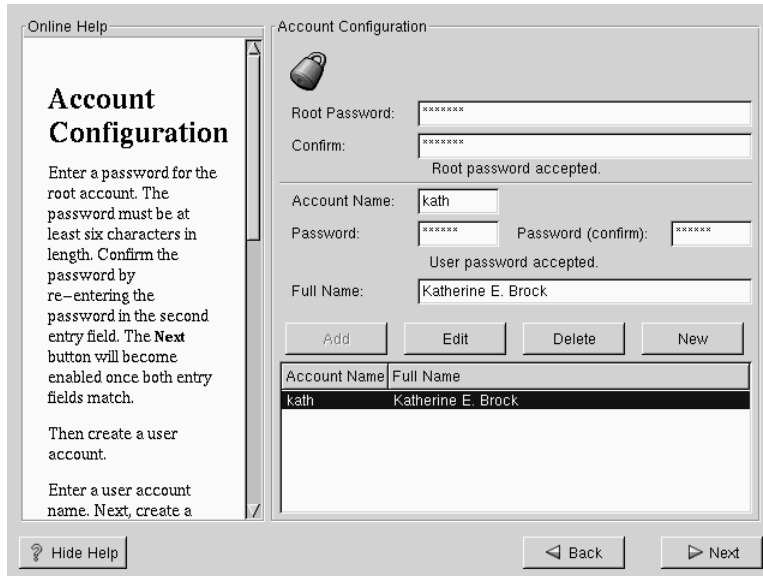 Online Help
Account
Configuration
Enter a password for the
root account. The
password must be at
least six characters in
length. Confirm the
password by
re–entering the
password in the second
entry field. The Next
button will become
enabled once both entry
fields match.
Then create a user
account.
Enter a user account
name. Next, create a
Account Configuration
Root Password: *******
Confirm: *******
Root password accepted.
Account Name: kath
Password: ****** Password (confirm): ******
User password accepted.
Full Name: Katherine E. Brock
Add Edit Delete New
Account Name Full Name
kath Katherine E. Brock
Hide Help Back Next